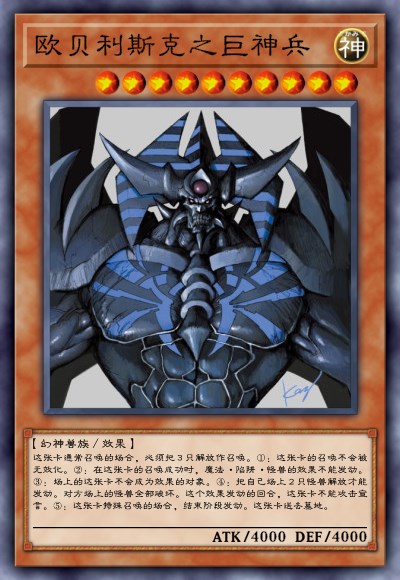 欧贝利斯克之巨神兵
神
【幻神兽族／效果】
这张卡通常召唤的场合，必须把3只解放作召唤。①：这张卡的召唤不会被
无效化。②：在这张卡的召唤成功时，魔法·陷阱·怪兽的效果不能发动。
③：场上的这张卡不会成为效果的对象。④：把自己场上2只怪兽解放才能
发动。对方场上的怪兽全部破坏。这个效果发动的回合，这张卡不能攻击宣
言。⑤：这张卡特殊召唤的场合，结束阶段发动。这张卡送去墓地。
ATK/4000 DEF/4000